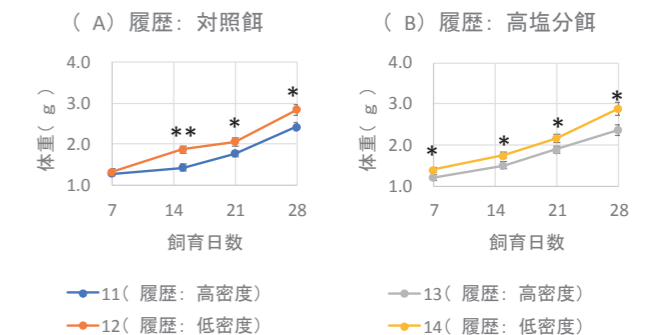 ( A) 履歴: 対照餌
体重( g )
4.0
3.0
2.0
1.0
** * *
7 14 21 28
飼育日数
11( 履歴: 高密度)
12( 履歴: 低密度)
( B) 履歴: 高塩分餌
体重( g )
4.0
3.0
2.0
1.0
* * * *
7 14 21 28
飼育日数
13( 履歴: 高密度)
14( 履歴: 低密度)